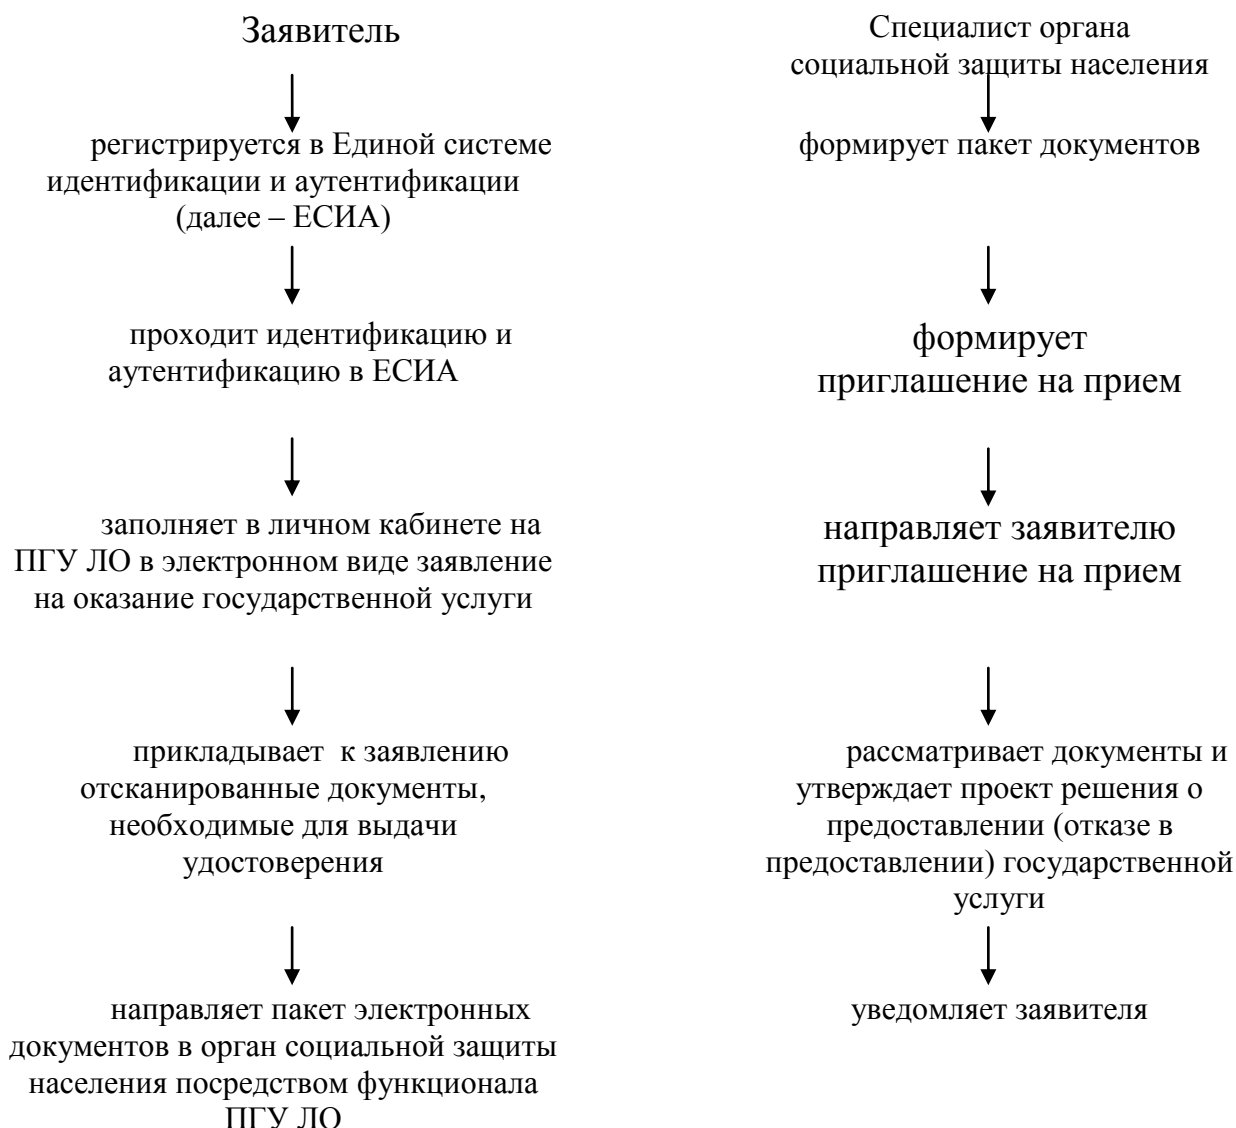 Заявитель
регистрируется в Единой системе
идентификации и аутентификации
(далее – ЕСИА)
проходит идентификацию и
аутентификацию в ЕСИА
заполняет в личном кабинете на
ПГУ ЛО в электронном виде заявление
на оказание государственной услуги
прикладывает к заявлению
отсканированные документы,
необходимые для выдачи
удостоверения
направляет пакет электронных
документов в орган социальной защиты
населения посредством функционала
ПГУ ЛО
Специалист органа
социальной защиты населения
формирует пакет документов
формирует
приглашение на прием
направляет заявителю
приглашение на прием
рассматривает документы и
утверждает проект решения о
предоставлении (отказе в
предоставлении) государственной
услуги
уведомляет заявителя